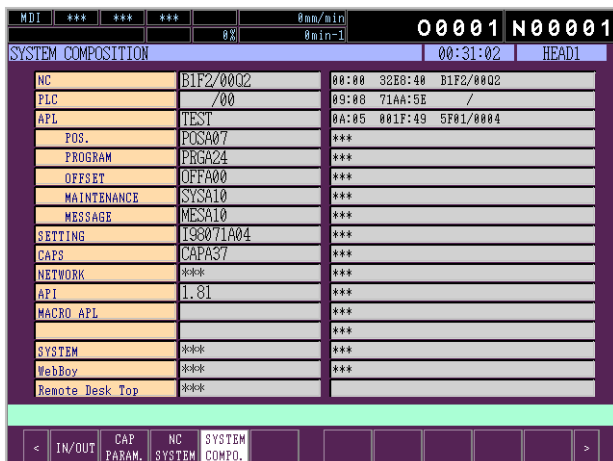 MDI *** *** *** 0mm/min O0001 N00001
0% 0min-1
SYSTEM COMPOSITION 00:31:02 HEAD1
NC B1F2/00Q2 00:00 32E8:40 B1F2/00Q2
PLC /00 09:08 71AA:5E /
APL TEST 0A:05 001F:49 5F01/0004
POS. POSA07 ***
PROGRAM PRGA24 ***
OFFSET OFFA00 ***
MAINTENANCE SYSA10 ***
MESSAGE MESA10 ***
SETTING I98071A04 ***
CAPS CAPA37 ***
NETWORK *** ***
API 1.81 ***
MACRO APL ***
***
SYSTEM *** ***
WebBoy *** ***
Remote Desk Top ***
< IN/OUT CAP PARAM. NC SYSTEM SYSTEM COMPO. >